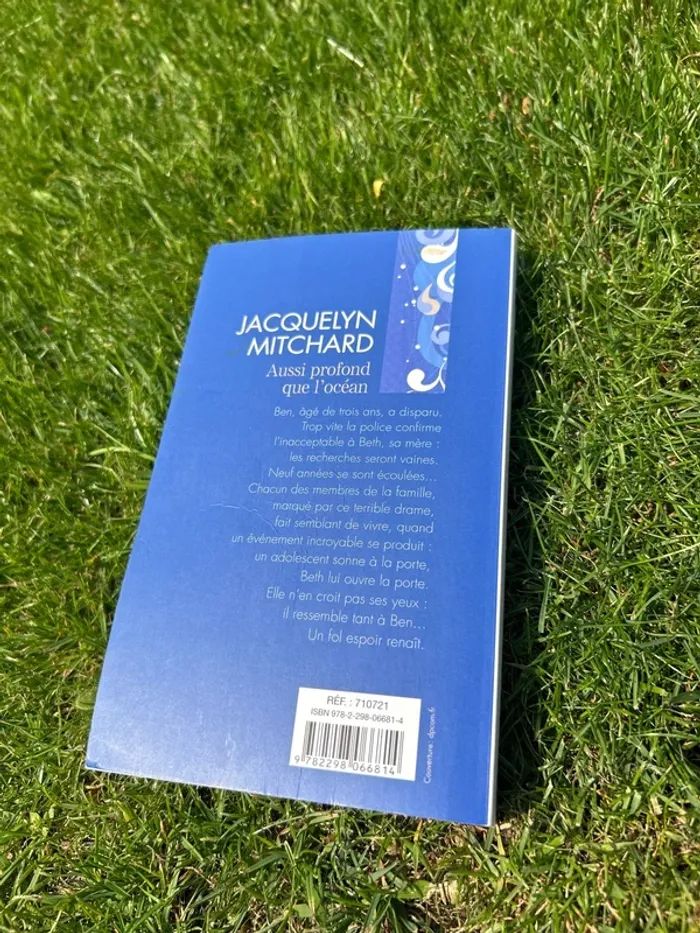 JACQUELYN
MITCHARD
Aussi profond
que l'océan
Ben, âgé de trois ans, a disparu.
Trop vite la police confirme
l'inacceptable à Beth, sa mère :
les recherches seront vaines.
Neuf années se sont écoulées...
Chacun des membres de la famille,
marqué par ce terrible drame,
fait semblant de vivre, quand
un événement incroyable se produit :
un adolescent sonne à la porte,
Beth lui ouvre la porte.
Elle n'en croit pas ses yeux :
il ressemble tant à Ben...
Un fol espoir renaît.
RÉF. : 710721
ISBN 978-2-298-06681-4
9 782298 066814
Couverture : dpcom.fr